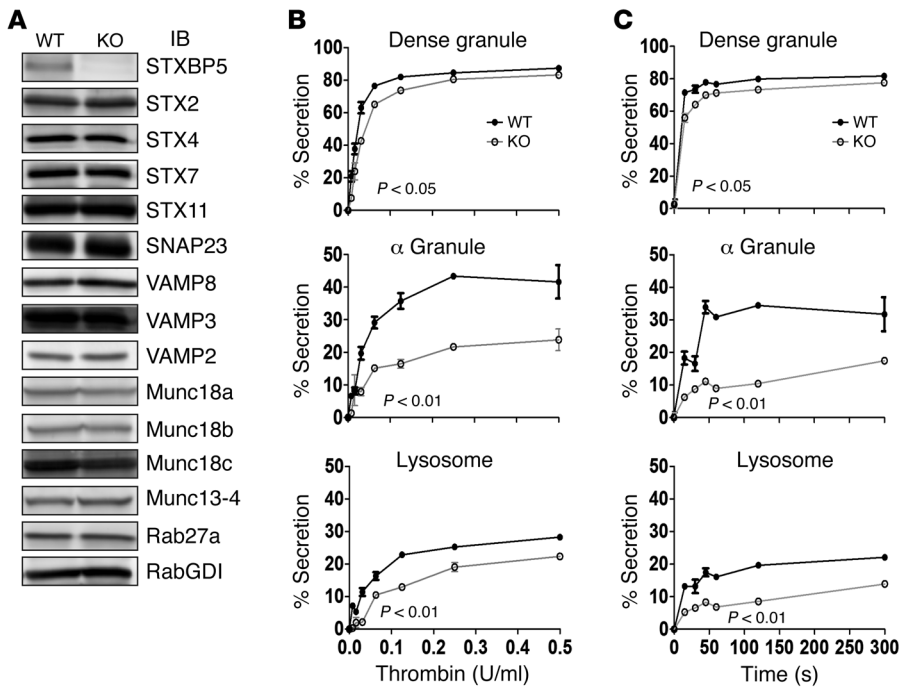 A
WT KO IB
STXBP5
STX2
STX4
STX7
STX11
SNAP23
VAMP8
VAMP3
VAMP2
Munc18a
Munc18b
Munc18c
Munc13-4
Rab27a
RabGDI
B
Dense granule
% Secretion
100
80
60
40
20
0
WT
KO
P < 0.05
α Granule
% Secretion
50
40
30
20
10
0
P < 0.01
Lysosome
% Secretion
50
40
30
20
10
0
P < 0.01
0.0 0.1 0.2 0.3 0.4 0.5
Thrombin (U/ml)
C
Dense granule
% Secretion
100
80
60
40
20
0
WT
KO
P < 0.05
α Granule
% Secretion
50
40
30
20
10
0
P < 0.01
Lysosome
% Secretion
50
40
30
20
10
0
P < 0.01
0 50 100 150 200 250 300
Time (s)